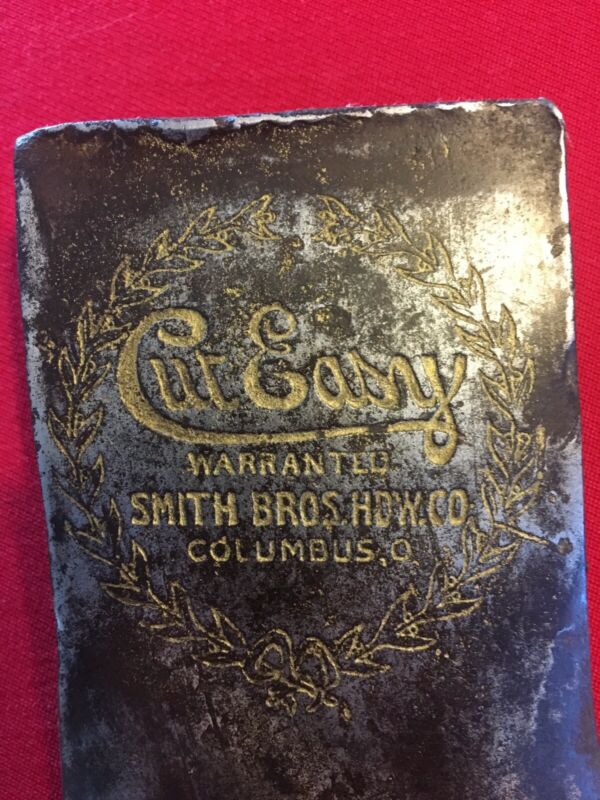 Cut Easy
WARRANTED
SMITH BROS. HDW. CO
COLUMBUS, O.